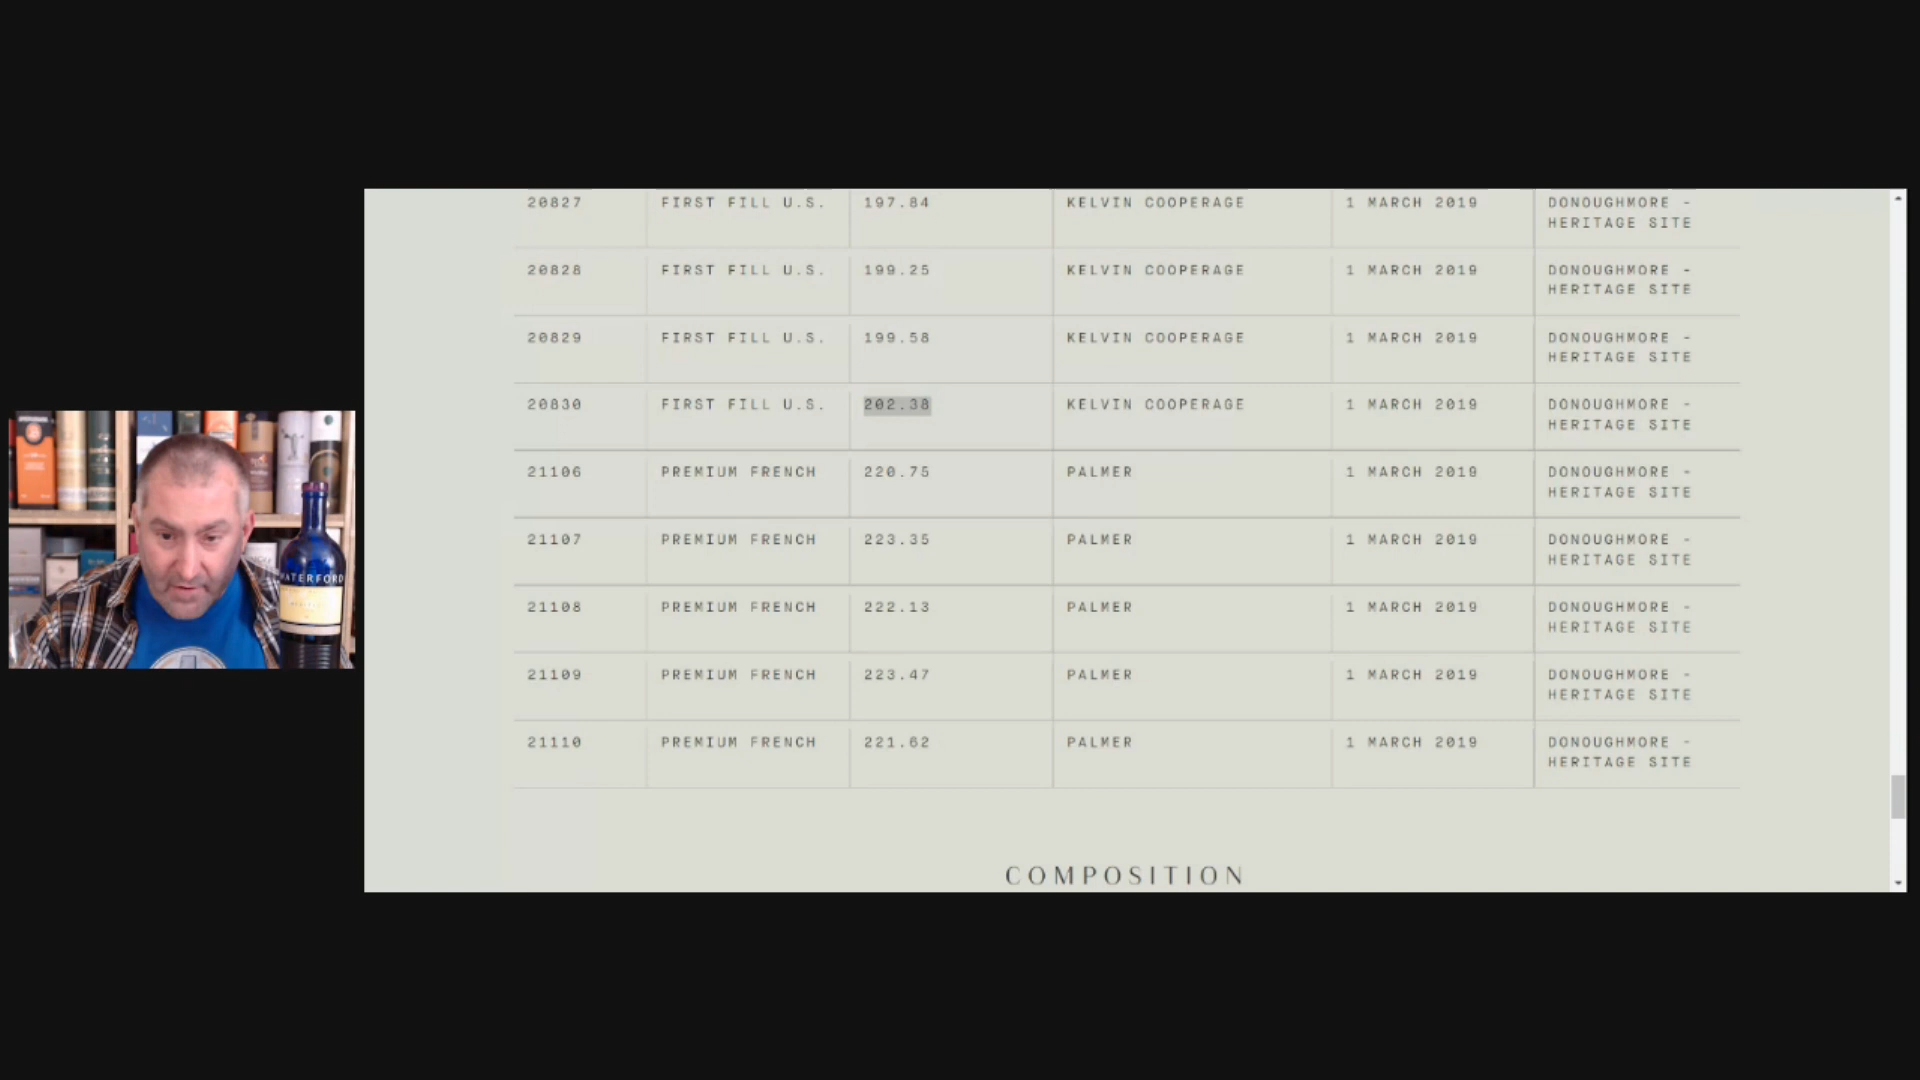 20827 FIRST FILL U.S. 197.84 KELVIN COOPERAGE 1 MARCH 2019 DONOUGHMORE -
HERITAGE SITE
20828 FIRST FILL U.S. 199.25 KELVIN COOPERAGE 1 MARCH 2019 DONOUGHMORE -
HERITAGE SITE
20829 FIRST FILL U.S. 199.58 KELVIN COOPERAGE 1 MARCH 2019 DONOUGHMORE -
HERITAGE SITE
20830 FIRST FILL U.S. 202.38 KELVIN COOPERAGE 1 MARCH 2019 DONOUGHMORE -
HERITAGE SITE
21106 PREMIUM FRENCH 220.75 PALMER 1 MARCH 2019 DONOUGHMORE -
HERITAGE SITE
21107 PREMIUM FRENCH 223.35 PALMER 1 MARCH 2019 DONOUGHMORE -
HERITAGE SITE
21108 PREMIUM FRENCH 222.13 PALMER 1 MARCH 2019 DONOUGHMORE -
HERITAGE SITE
21109 PREMIUM FRENCH 223.47 PALMER 1 MARCH 2019 DONOUGHMORE -
HERITAGE SITE
21110 PREMIUM FRENCH 221.62 PALMER 1 MARCH 2019 DONOUGHMORE -
HERITAGE SITE
COMPOSITION
WATERFORD